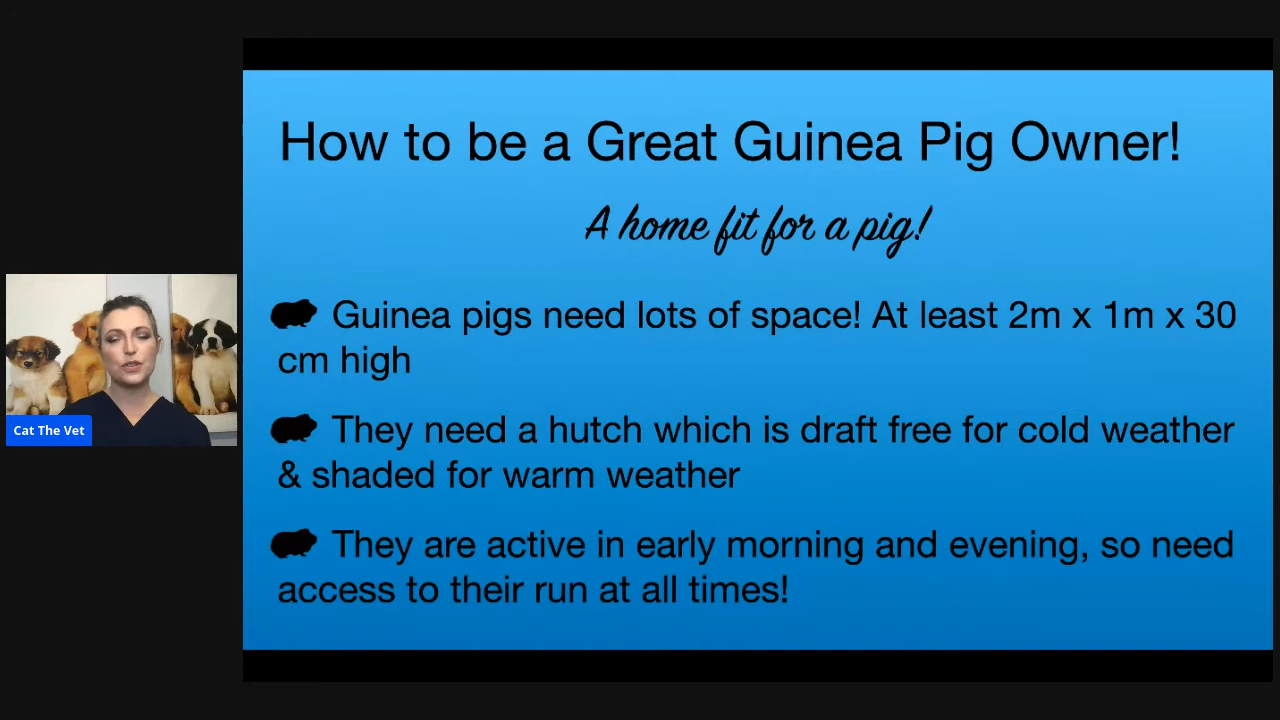 How to be a Great Guinea Pig Owner!
A home fit for a pig!
Guinea pigs need lots of space! At least 2m x 1m x 30
cm high
They need a hutch which is draft free for cold weather
& shaded for warm weather
They are active in early morning and evening, so need
access to their run at all times!
Cat The Vet